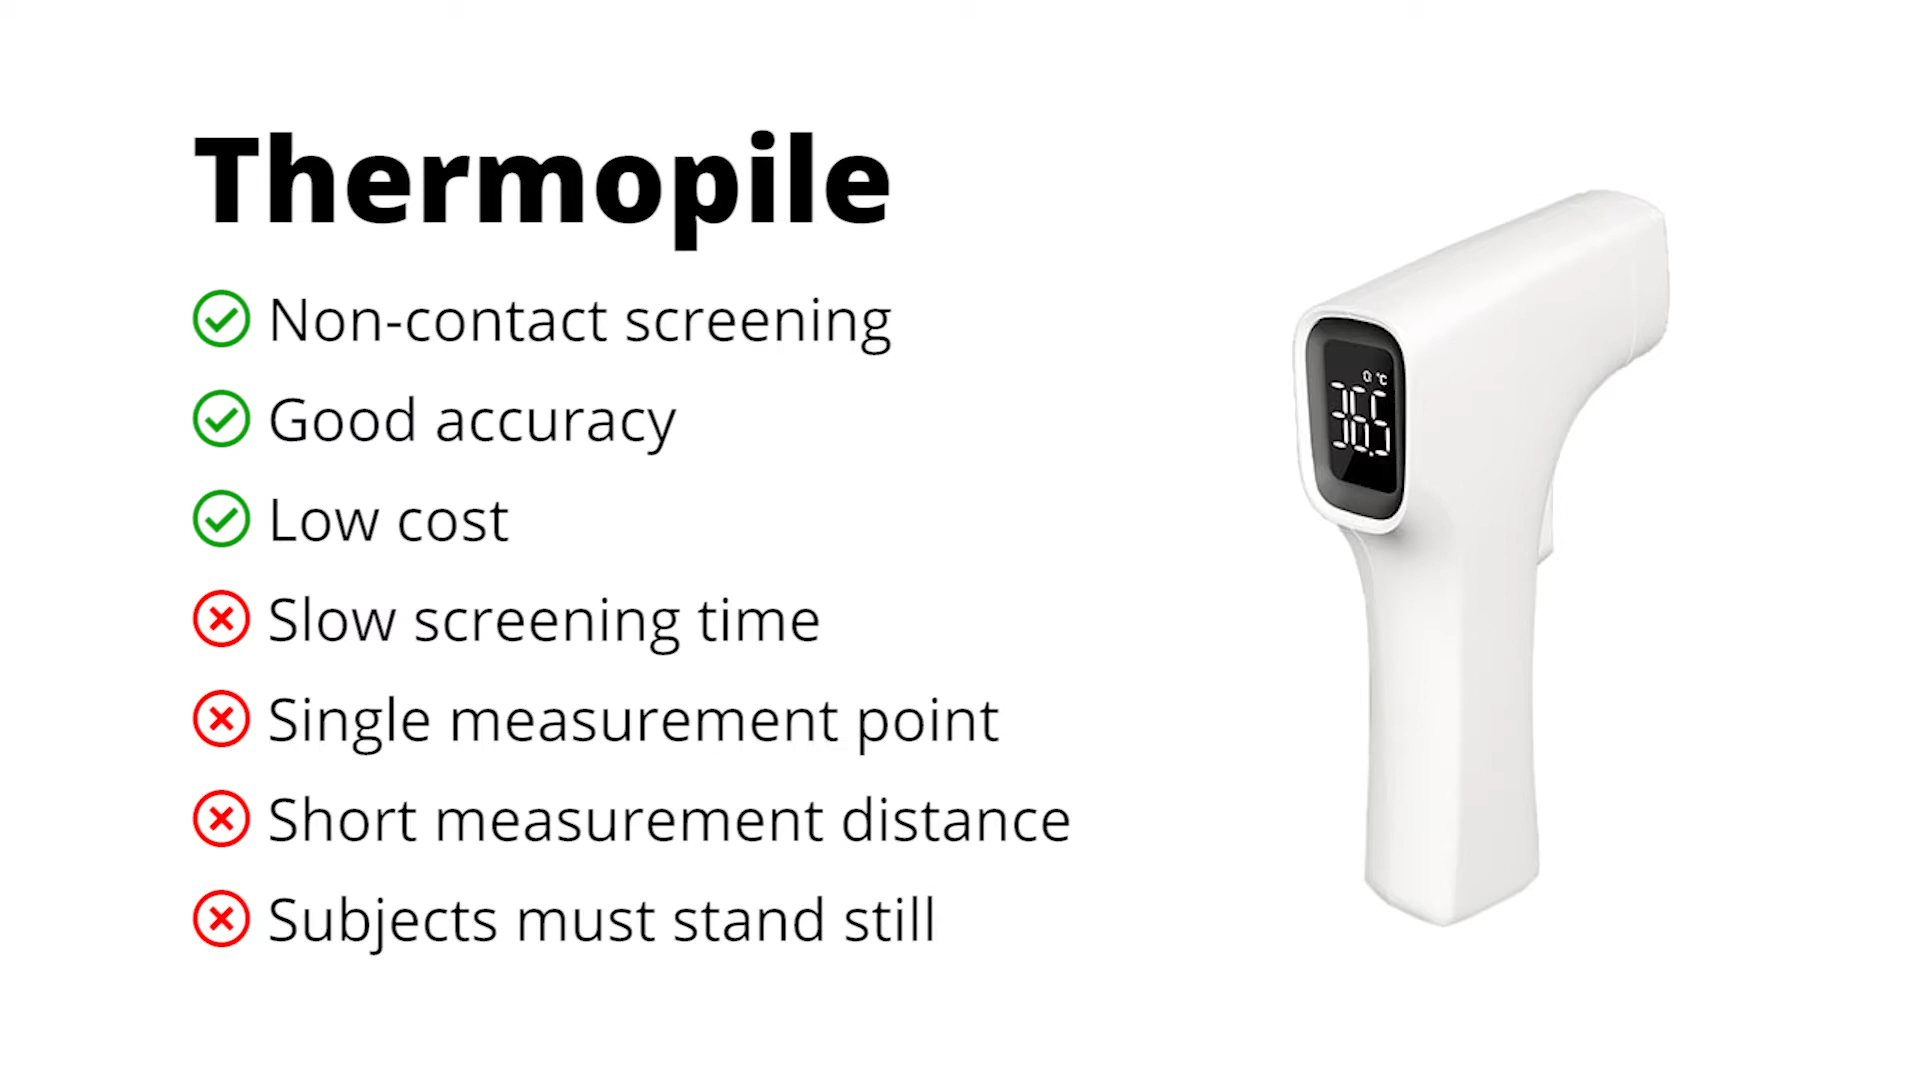 Thermopile
Non-contact screening
Good accuracy
Low cost
Slow screening time
Single measurement point
Short measurement distance
Subjects must stand still
°C
36.5